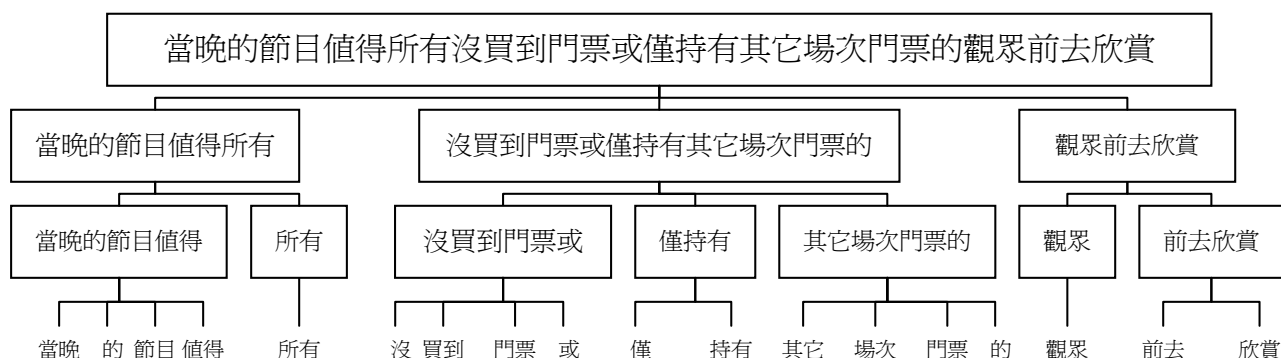 當晚的節目值得所有沒買到門票或僅持有其它場次門票的觀眾前去欣賞
當晚的節目值得所有 沒買到門票或僅持有其它場次門票的 觀眾前去欣賞
當晚的節目值得 所有 沒買到門票或 僅持有 其它場次門票的 觀眾 前去欣賞
當晚 的 節目 值得 所有 沒 買到 門票 或 僅 持有 其它 場次 門票 的 觀眾 前去 欣賞